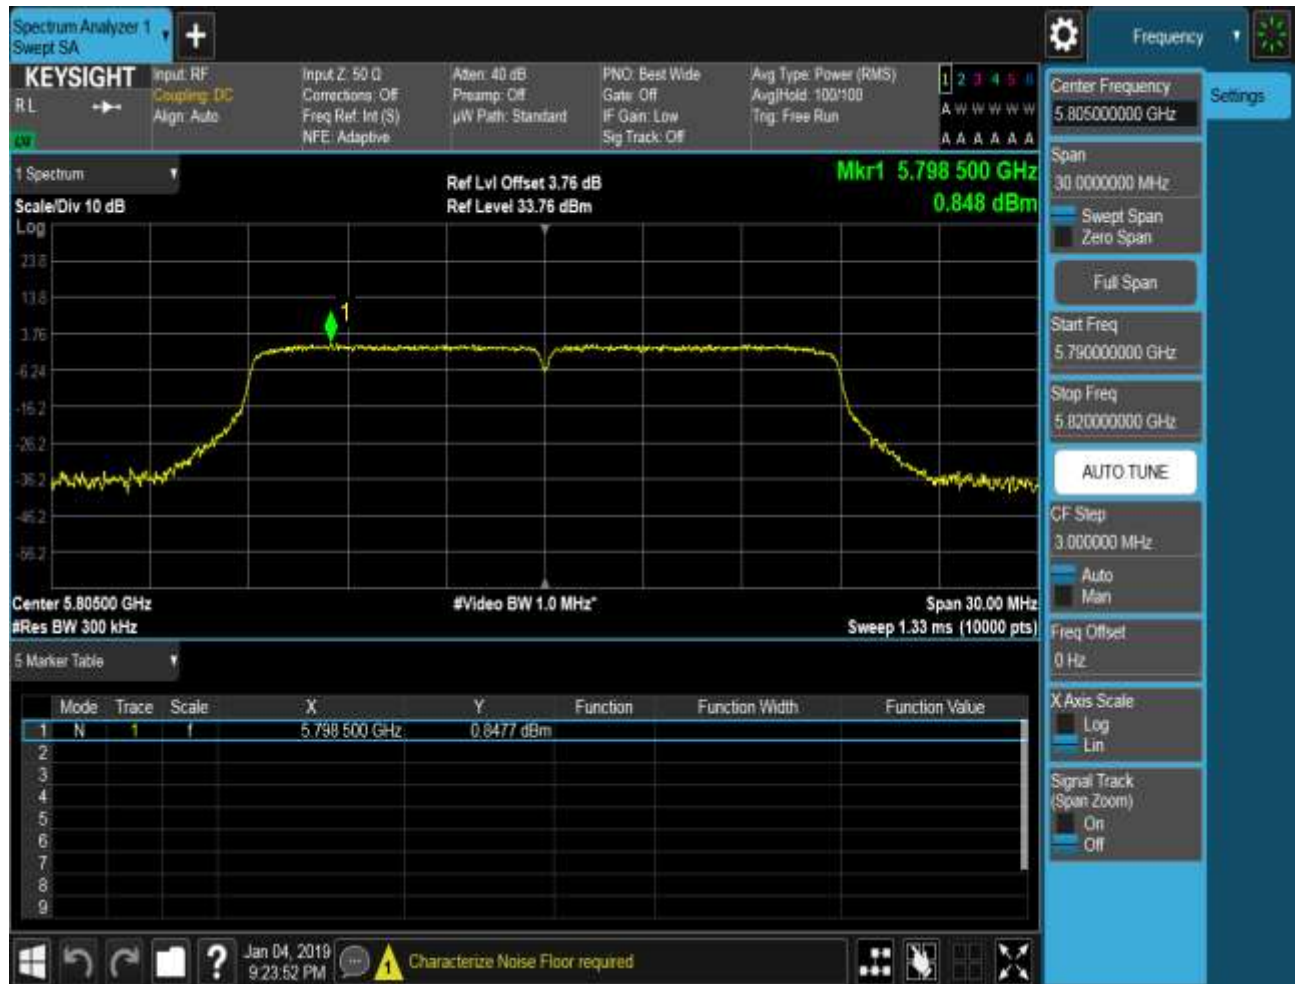 Spectrum Analyzer 1
Swept SA
+
Frequency
KEYSIGHT
RL
Input: RF
Coupling: DC
Align: Auto
Input Z: 50 Ω
Corrections: Off
Freq Ref: Int (S)
NFE: Adaptive
Atten: 40 dB
Preamp: Off
µW Path: Standard
PNO: Best Wide
Gate: Off
IF Gain: Low
Sig Track: Off
Avg Type: Power (RMS)
Avg|Hold: 100/100
Trig: Free Run
1 2 3 4 5 6
A W W W W W
A A A A A A
1 Spectrum
Scale/Div 10 dB
Log
Ref Lvl Offset 3.76 dB
Ref Level 33.76 dBm
Mkr1 5.798 500 GHz
0.848 dBm
23.8
13.8
3.76
-6.24
-16.2
-26.2
-36.2
-46.2
-56.2
1
Center 5.80500 GHz
#Res BW 300 kHz
#Video BW 1.0 MHz*
Span 30.00 MHz
Sweep 1.33 ms (10000 pts)
5 Marker Table
Mode Trace Scale X Y Function Function Width Function Value
1 N 1 f 5.798 500 GHz 0.8477 dBm
2
3
4
5
6
7
8
9
Center Frequency
5.805000000 GHz
Settings
Span
30.0000000 MHz
Swept Span
Zero Span
Full Span
Start Freq
5.790000000 GHz
Stop Freq
5.820000000 GHz
AUTO TUNE
CF Step
3.000000 MHz
Auto
Man
Freq Offset
0 Hz
X Axis Scale
Log
Lin
Signal Track
(Span Zoom)
On
Off
?
Jan 04, 2019
9:23:52 PM
1
Characterize Noise Floor required